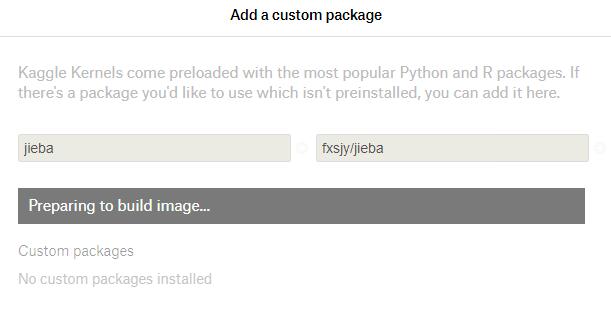 Add a custom package
Kaggle Kernels come preloaded with the most popular Python and R packages. If
there's a package you'd like to use which isn't preinstalled, you can add it here.
jieba fxsjy/jieba
Preparing to build image...
Custom packages
No custom packages installed